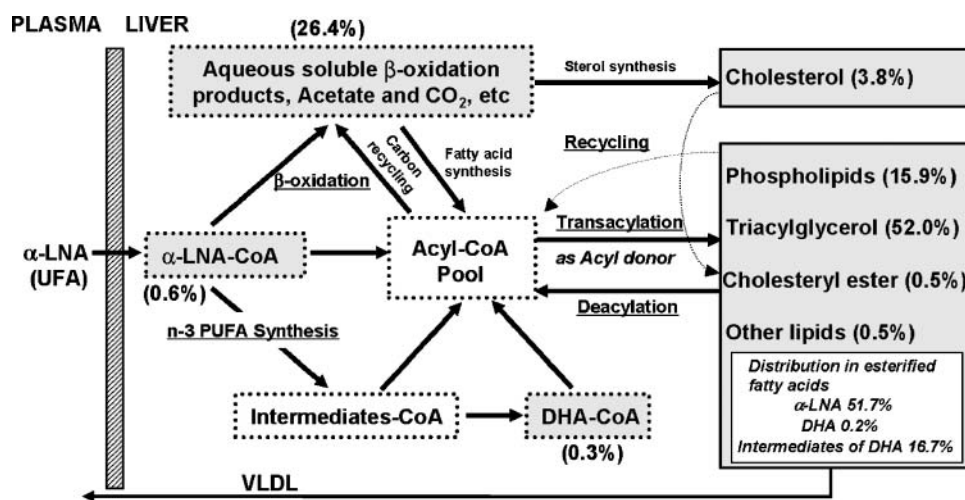 PLASMA LIVER
(26.4%)
Aqueous soluble β-oxidation
products, Acetate and CO₂, etc
Sterol synthesis
Cholesterol (3.8%)
Carbon
recycling
Fatty acid
synthesis
Recycling
β-oxidation
Phospholipids (15.9%)
α-LNA
(UFA)
α-LNA-CoA
(0.6%)
Acyl-CoA
Pool
Transacylation
as Acyl donor
Triacylglycerol (52.0%)
Cholesteryl ester (0.5%)
Deacylation
n-3 PUFA Synthesis
Other lipids (0.5%)
Distribution in esterified
fatty acids
α-LNA 51.7%
DHA 0.2%
Intermediates of DHA 16.7%
Intermediates-CoA
DHA-CoA
(0.3%)
VLDL